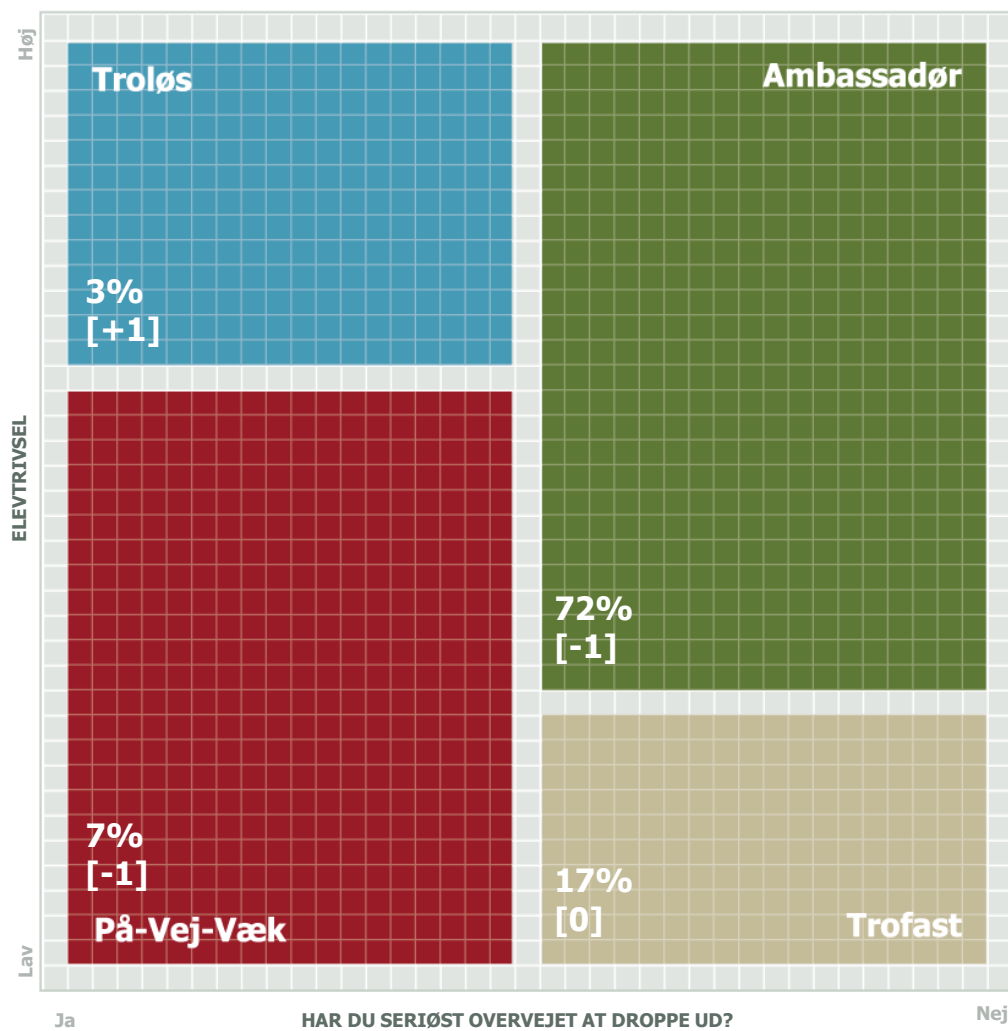 Høj
Troløs
Ambassadør
3%
[+1]
ELEVTRIVSEL
72%
[-1]
7%
[-1]
17%
[0]
På-Vej-Væk
Trofast
Lav
Ja
HAR DU SERIØST OVERVEJET AT DROPPE UD?
Nej